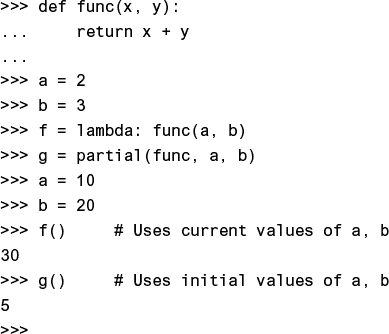 >>> def func(x, y):
...     return x + y
...
>>> a = 2
>>> b = 3
>>> f = lambda: func(a, b)
>>> g = partial(func, a, b)
>>> a = 10
>>> b = 20
>>> f()     # Uses current values of a, b
30
>>> g()     # Uses initial values of a, b
5
>>>